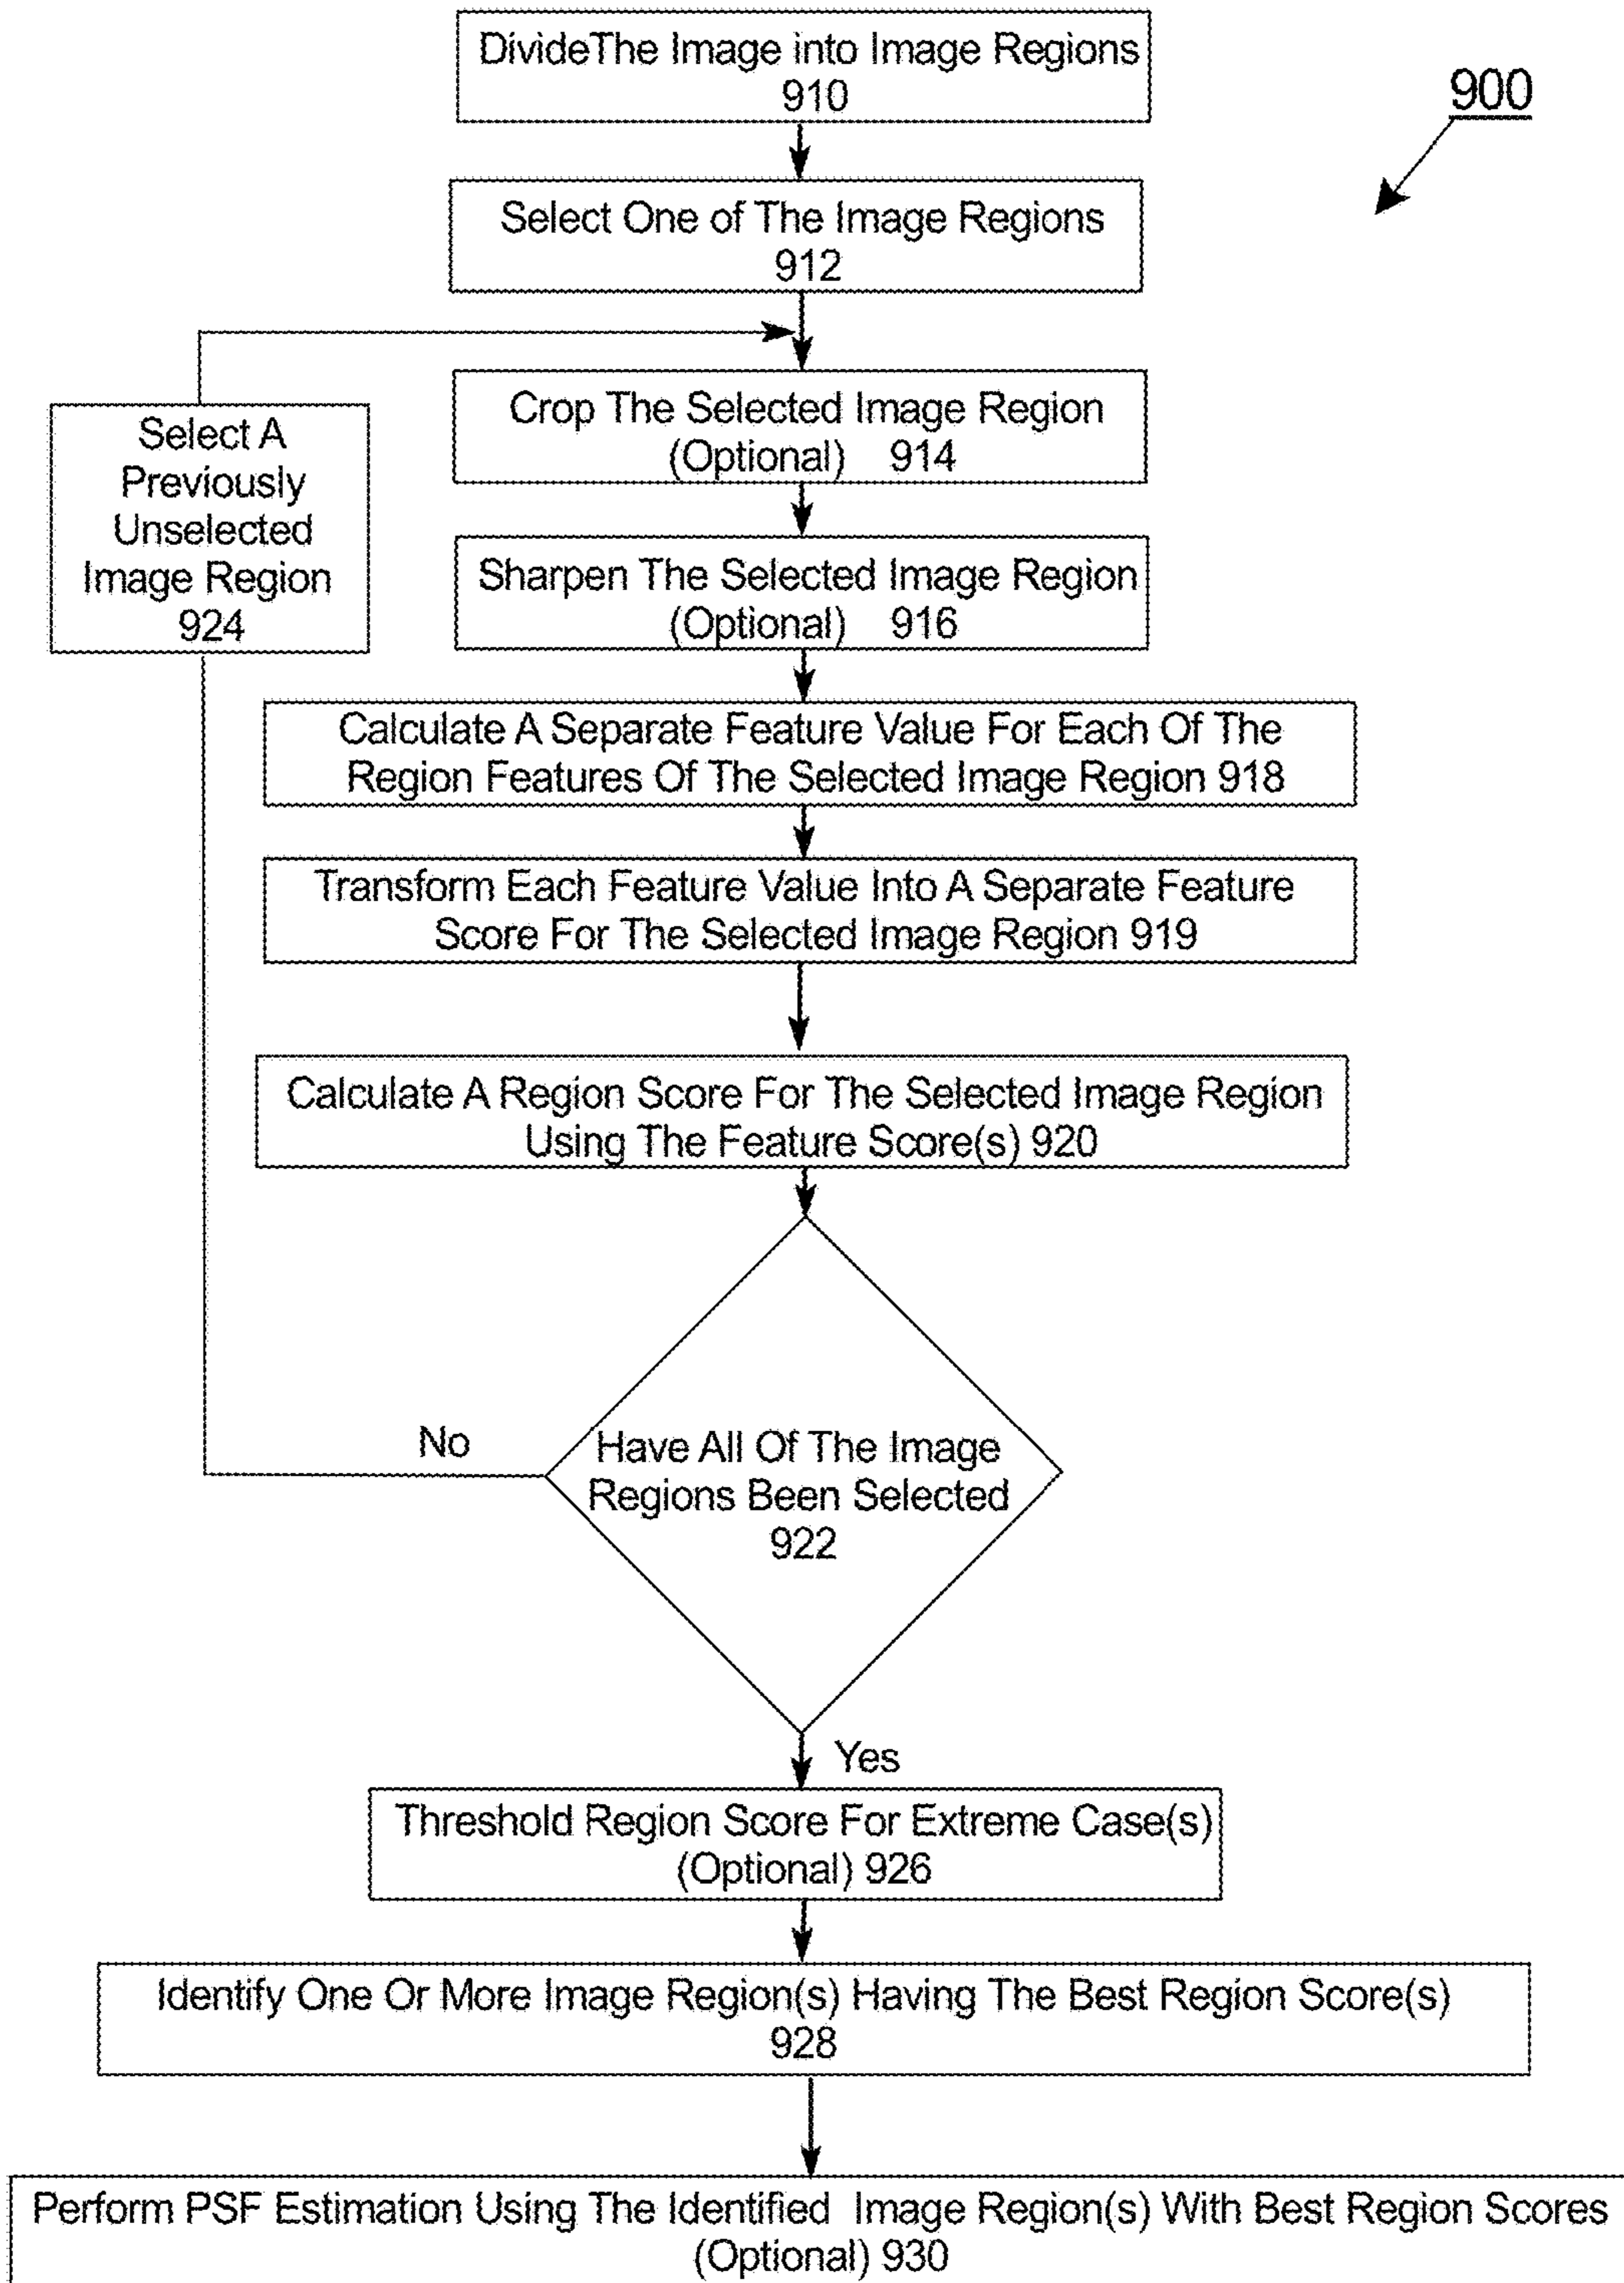 DivideThe Image into Image Regions
910
900
Select One of The Image Regions
912
Crop The Selected Image Region
(Optional) 914
Select A
Previously
Unselected
Image Region
924
Sharpen The Selected Image Region
(Optional) 916
Calculate A Separate Feature Value For Each Of The
Region Features Of The Selected Image Region 918
Transform Each Feature Value Into A Separate Feature
Score For The Selected Image Region 919
Calculate A Region Score For The Selected Image Region
Using The Feature Score(s) 920
No
Have All Of The Image
Regions Been Selected
922
Yes
Threshold Region Score For Extreme Case(s)
(Optional) 926
Identify One Or More Image Region(s) Having The Best Region Score(s)
928
Perform PSF Estimation Using The Identified Image Region(s) With Best Region Scores
(Optional) 930